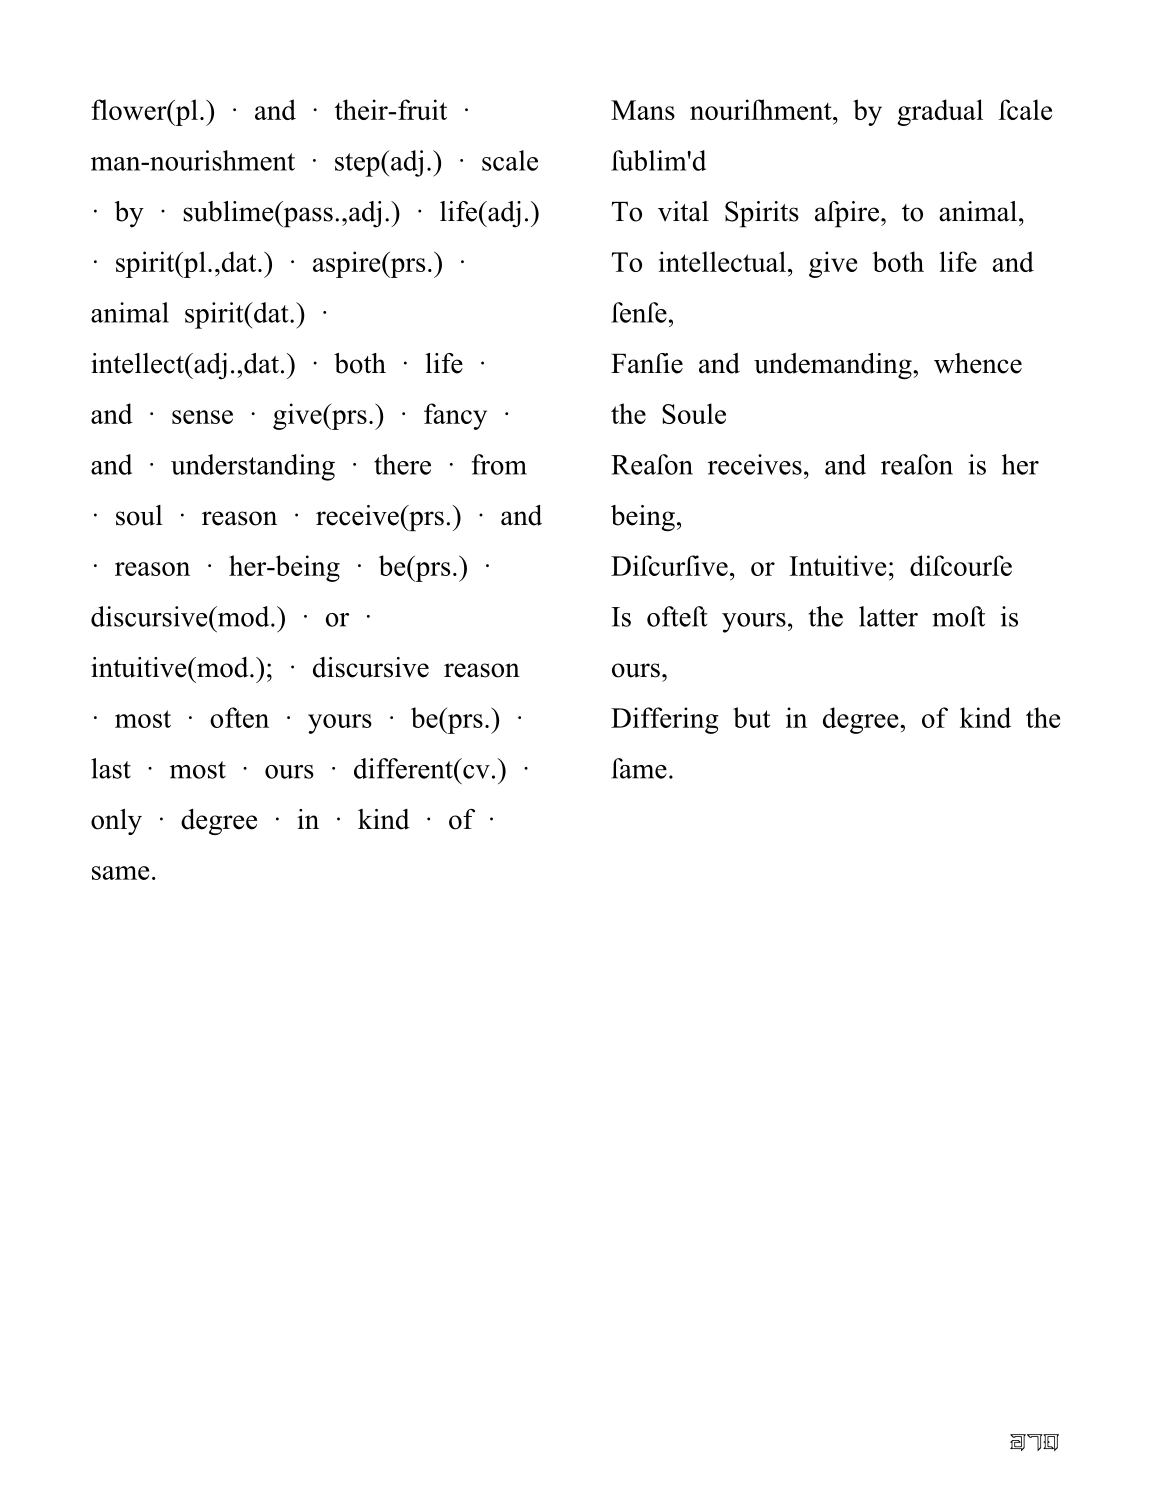 flower(pl.) · and · their-fruit ·
man-nourishment · step(adj.) · scale
· by · sublime(pass.,adj.) · life(adj.)
· spirit(pl.,dat.) · aspire(prs.) ·
animal spirit(dat.) ·
intellect(adj.,dat.) · both · life ·
and · sense · give(prs.) · fancy ·
and · understanding · there · from
· soul · reason · receive(prs.) · and
· reason · her-being · be(prs.) ·
discursive(mod.) · or ·
intuitive(mod.); · discursive reason
· most · often · yours · be(prs.) ·
last · most · ours · different(cv.) ·
only · degree · in · kind · of ·
same.
Mans nouriſhment, by gradual ſcale
ſublim'd
To vital Spirits aſpire, to animal,
To intellectual, give both life and
ſenſe,
Fanſie and undemanding, whence
the Soule
Reaſon receives, and reaſon is her
being,
Diſcurſive, or Intuitive; diſcourſe
Is ofteſt yours, the latter moſt is
ours,
Differing but in degree, of kind the
ſame.